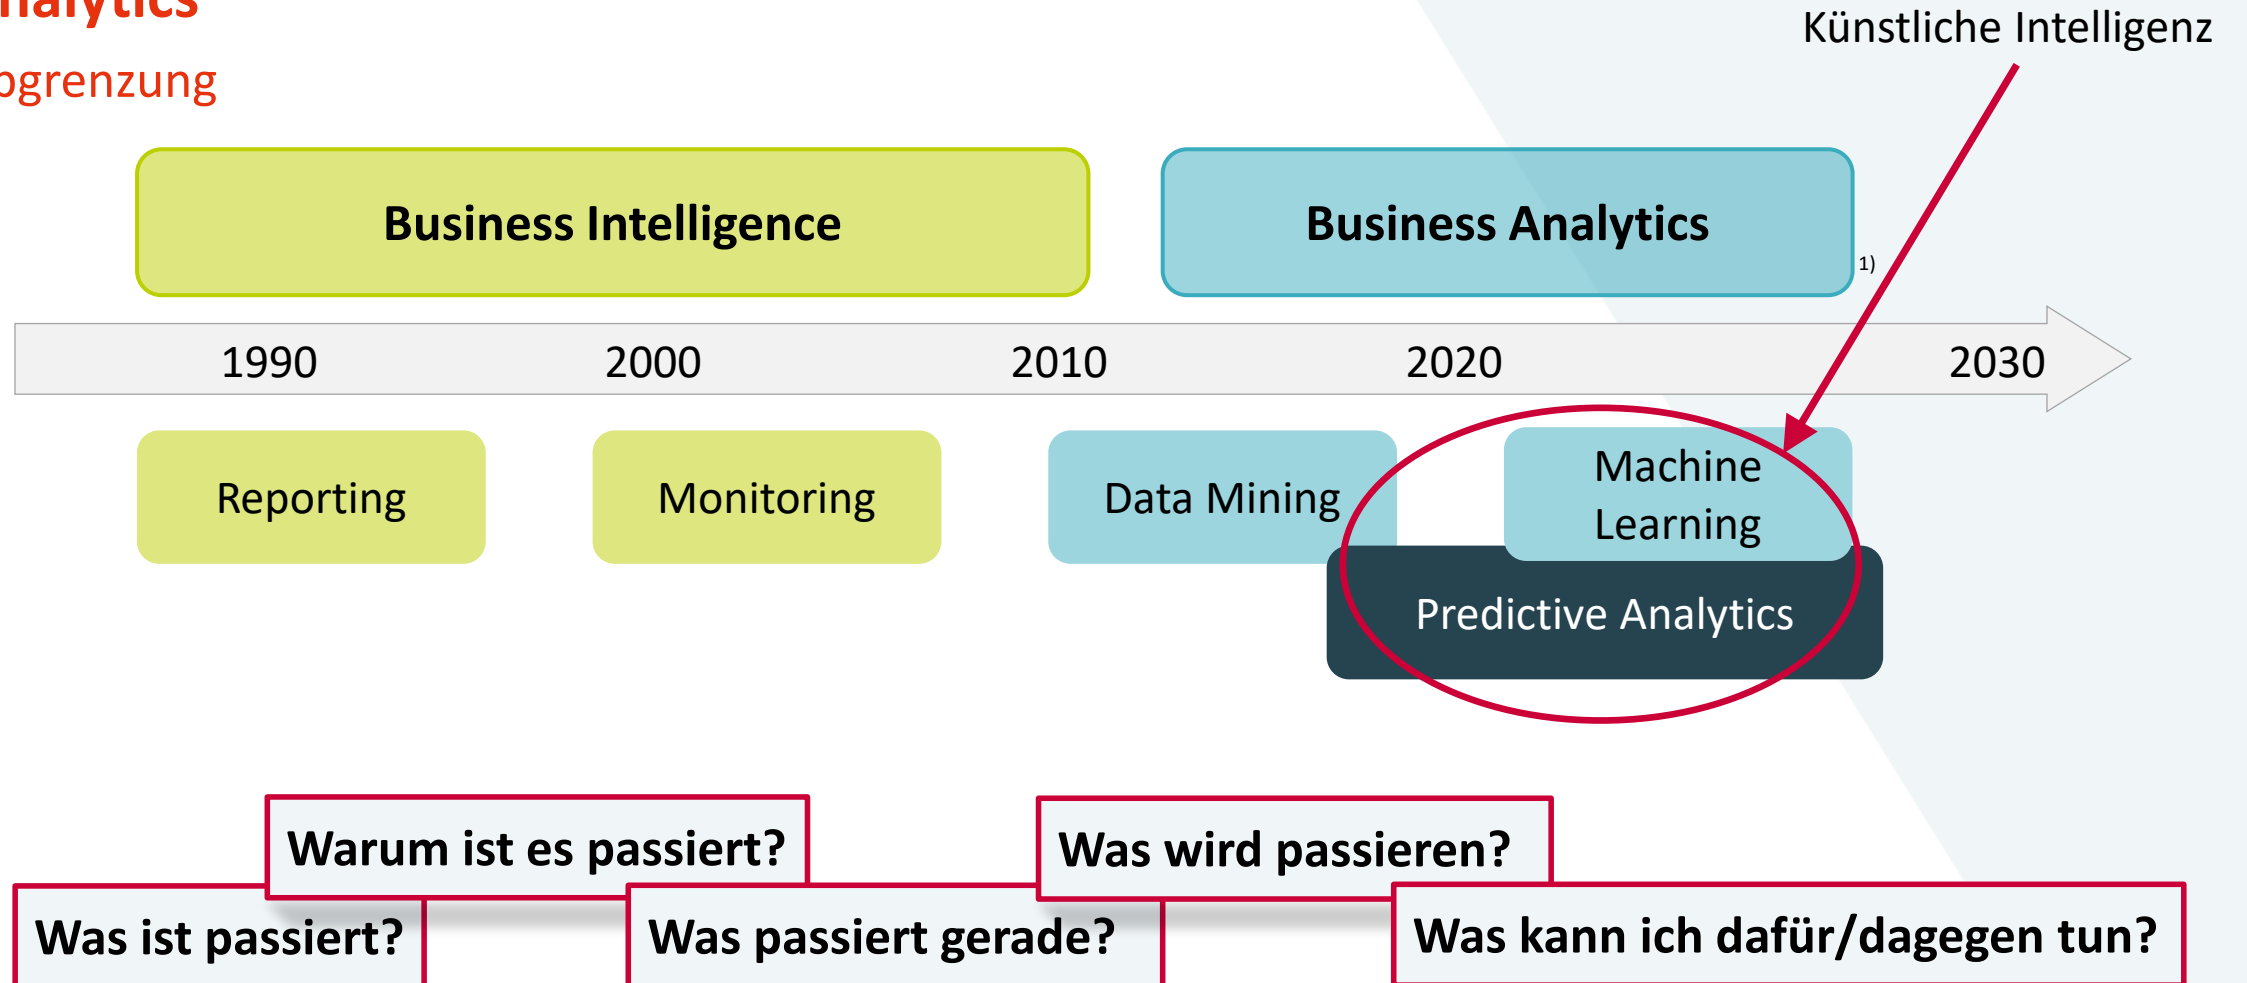 nalytics
Künstliche Intelligenz
ogrenzung
Business Intelligence
Business Analytics
1)
1990 2000 2010 2020 2030
Reporting
Monitoring
Data Mining
Machine
Learning
Predictive Analytics
Warum ist es passiert?
Was wird passieren?
Was ist passiert?
Was passiert gerade?
Was kann ich dafür/dagegen tun?